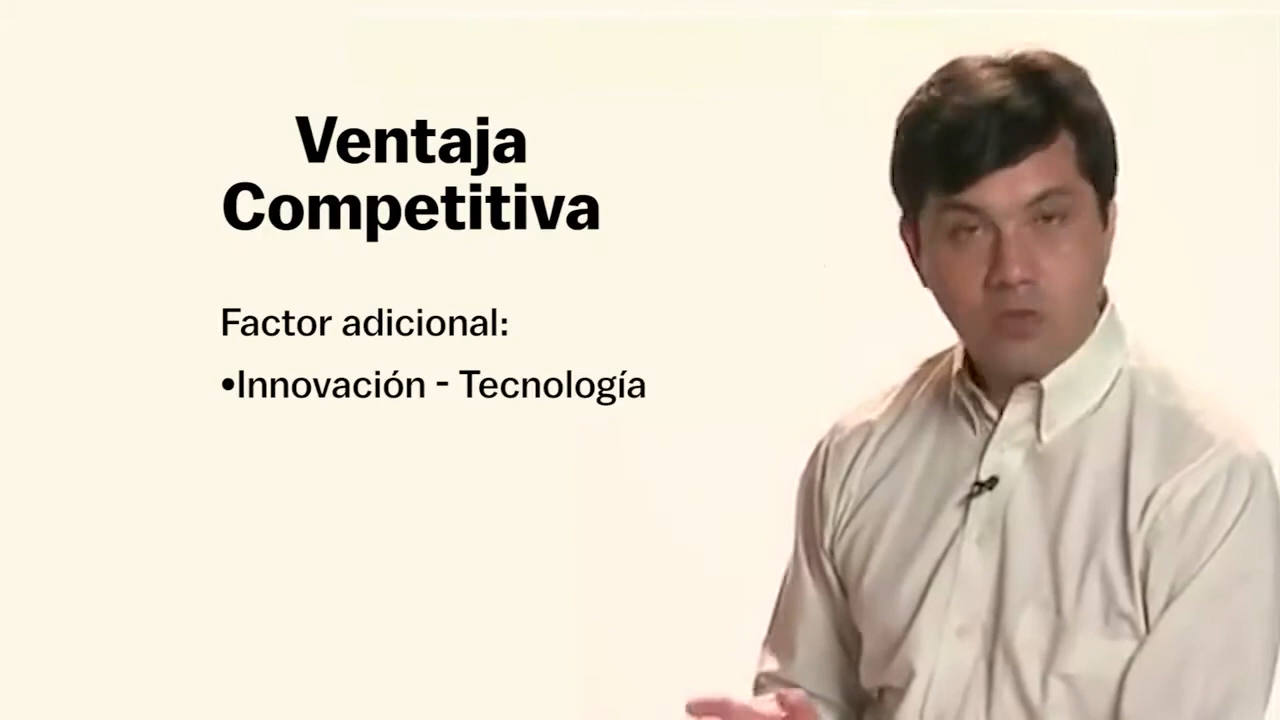 Ventaja
Competitiva
Factor adicional:
•Innovación - Tecnología